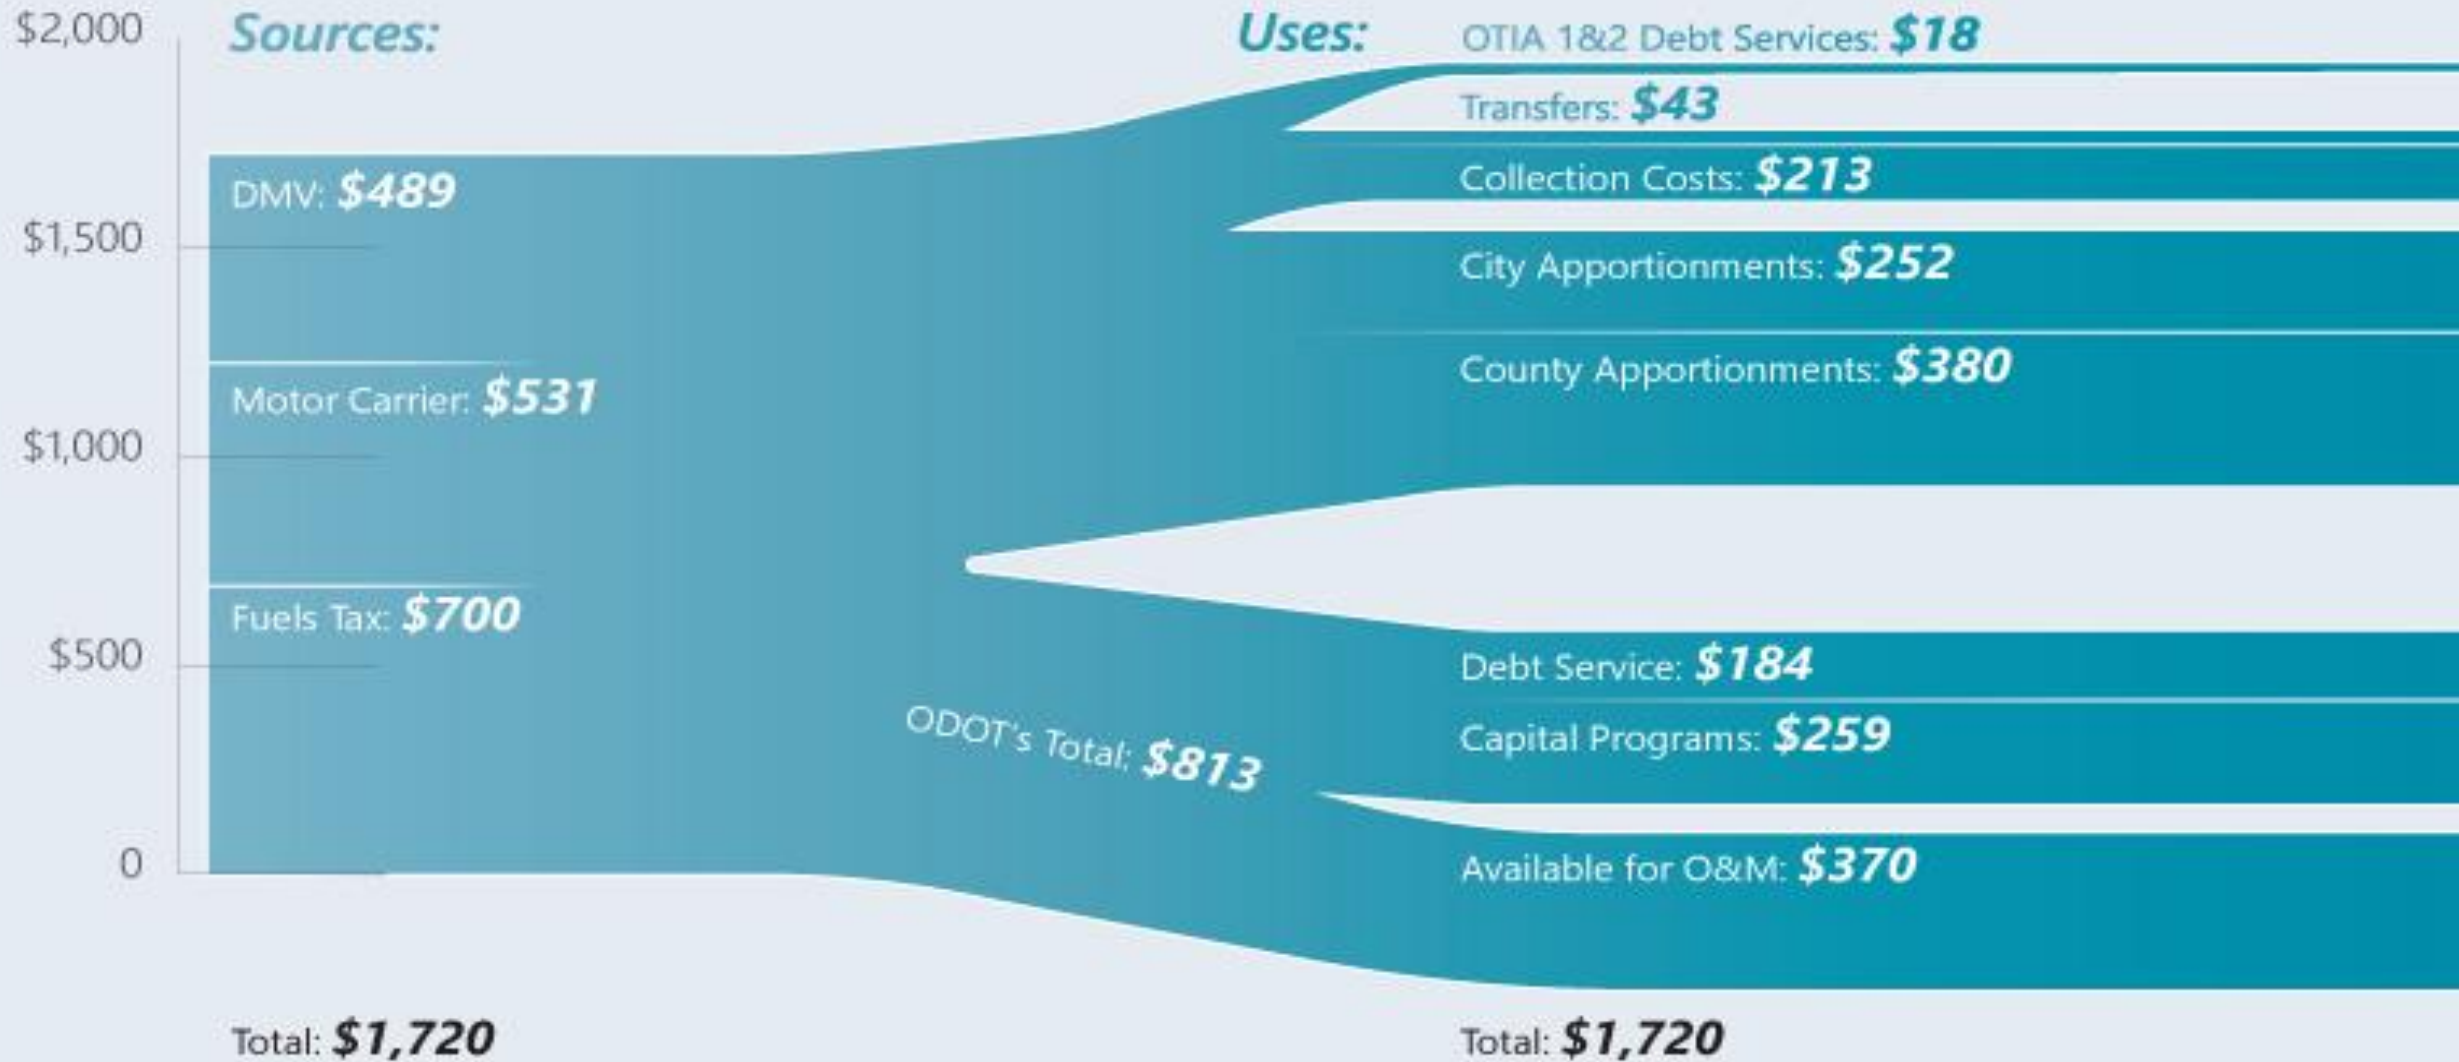 $2,000
$1,500
$1,000
$500
0
Sources:
DMV: $489
Motor Carrier: $531
Fuels Tax: $700
Total: $1,720
ODOT's Total: $813
Uses:
OTIA 1&2 Debt Services: $18
Transfers: $43
Collection Costs: $213
City Apportionments: $252
County Apportionments: $380
Debt Service: $184
Capital Programs: $259
Available for O&M: $370
Total: $1,720